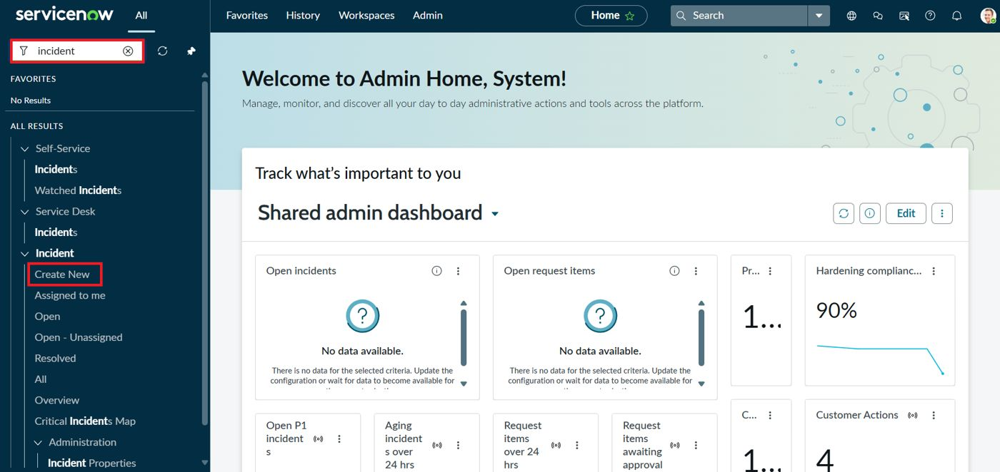 servicenow
All
Favorites
History
Workspaces
Admin
Home
Search
incident
FAVORITES
No Results
ALL RESULTS
Self-Service
Incidents
Watched Incidents
Service Desk
Incidents
Incident
Create New
Assigned to me
Open
Open - Unassigned
Resolved
All
Overview
Critical Incidents Map
Administration
Incident Properties
Welcome to Admin Home, System!
Manage, monitor, and discover all your day to day administrative actions and tools across the platform.
Track what's important to you
Shared admin dashboard
Edit
Open incidents
No data available.
There is no data for the selected criteria. Update the
configuration or wait for data to become available for
Open request items
No data available.
There is no data for the selected criteria. Update the
configuration or wait for data to become available for
Pr...
1...
Hardening complianc...
90%
Open P1
incident
s
Aging
incident
s over
24 hrs
Request
items
over 24
hrs
Request
items
awaiting
approval
C...
1...
Customer Actions
4